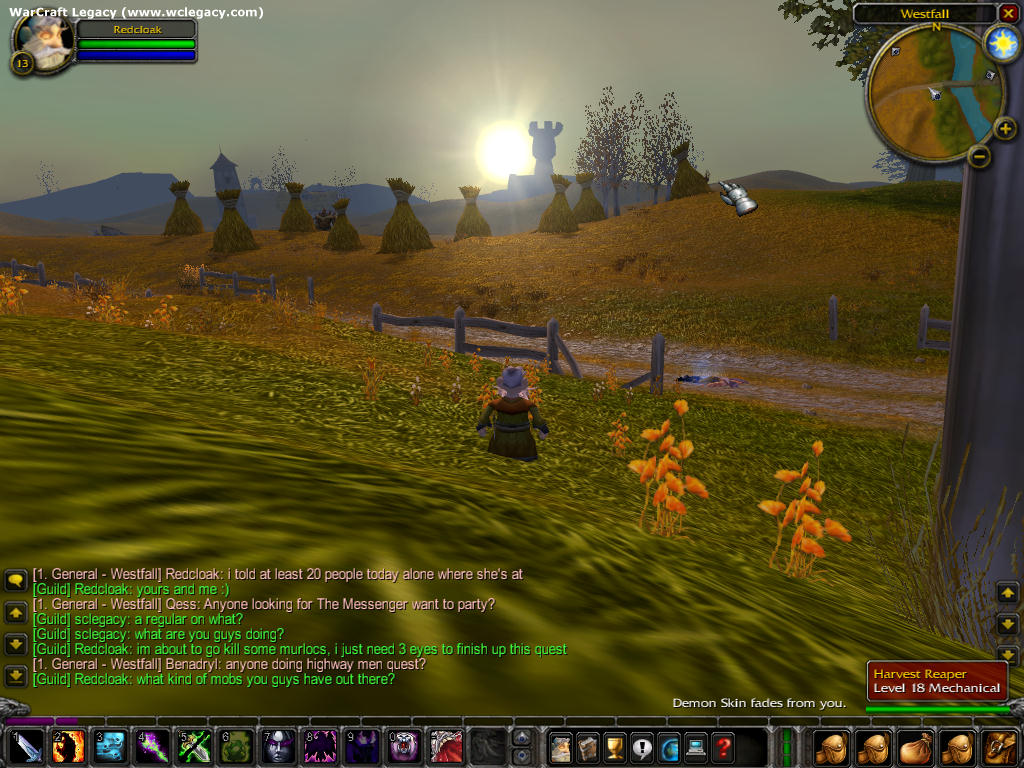 WarCraft Legacy (www.wclegacy.com)
Redcloak
13
Westfall
N
[1. General - Westfall] Redcloak: i told at least 20 people today alone where she's at
[Guild] Redcloak: yours and me :)
[1. General - Westfall] Qess: Anyone looking for The Messenger want to party?
[Guild] sclegacy: a regular on what?
[Guild] sclegacy: what are you guys doing?
[Guild] Redcloak: im about to go kill some murlocs, i just need 3 eyes to finish up this quest
[1. General - Westfall] Benadryl: anyone doing highway men quest?
[Guild] Redcloak: what kind of mobs you guys have out there?
Harvest Reaper
Level 18 Mechanical
Demon Skin fades from you.
1 2 3 4 5 6 7 8 9 0